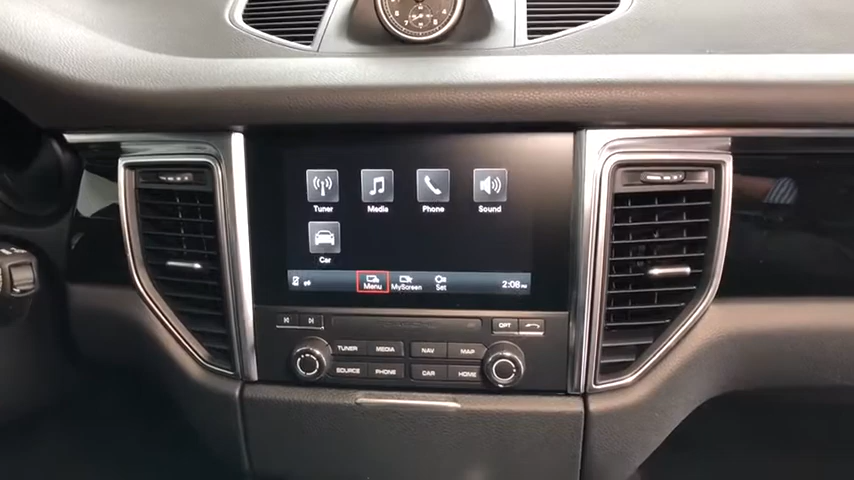 Tuner Media Phone Sound
Car
Menu MyScreen Set 2:08 PM
OPT
TUNER MEDIA NAV MAP
SOURCE PHONE CAR HOME